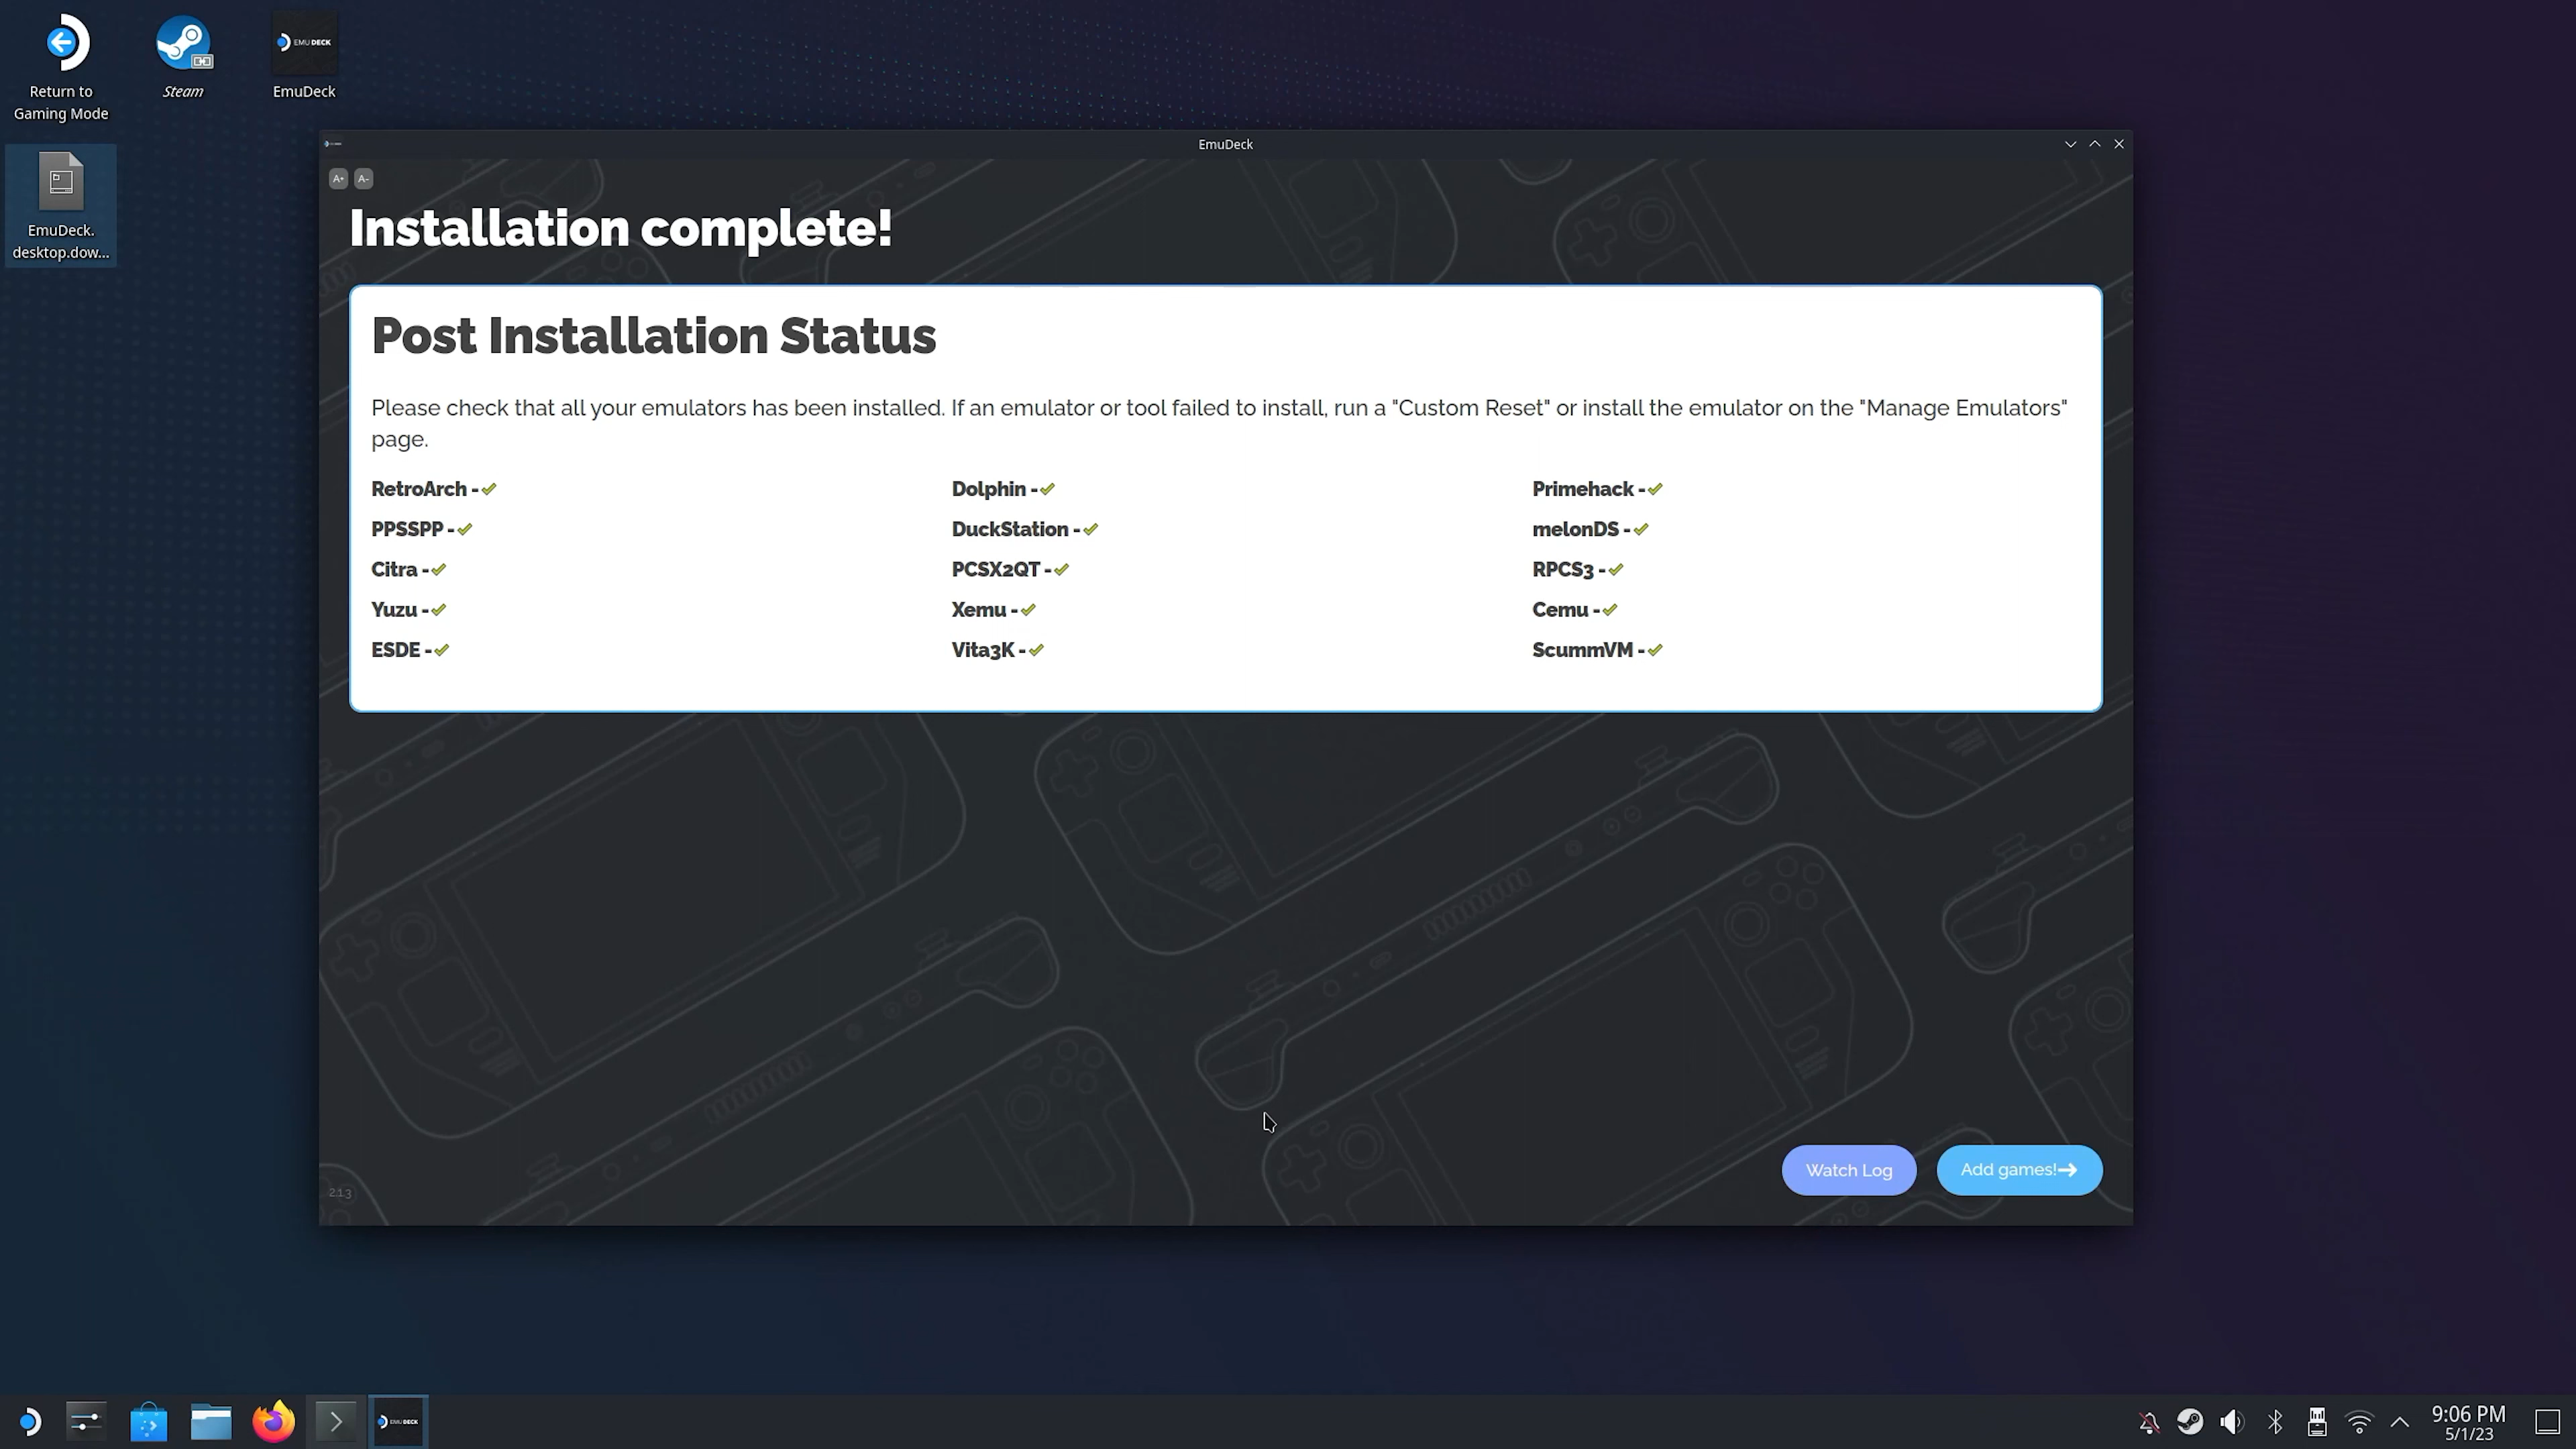 Return to
Gaming Mode
Steam
EMUDECK
EmuDeck
EmuDeck.
desktop.dow...
EmuDeck
A+
A-
Installation complete!
Post Installation Status
Please check that all your emulators has been installed. If an emulator or tool failed to install, run a "Custom Reset" or install the emulator on the "Manage Emulators"
page.
RetroArch -
Dolphin -
Primehack -
PPSSPP -
DuckStation -
melonDS -
Citra -
PCSX2QT -
RPCS3 -
Yuzu -
Xemu -
Cemu -
ESDE -
Vita3K -
ScummVM -
2.1.3
Watch Log
Add games!
EMUDECK
9:06 PM
5/1/23